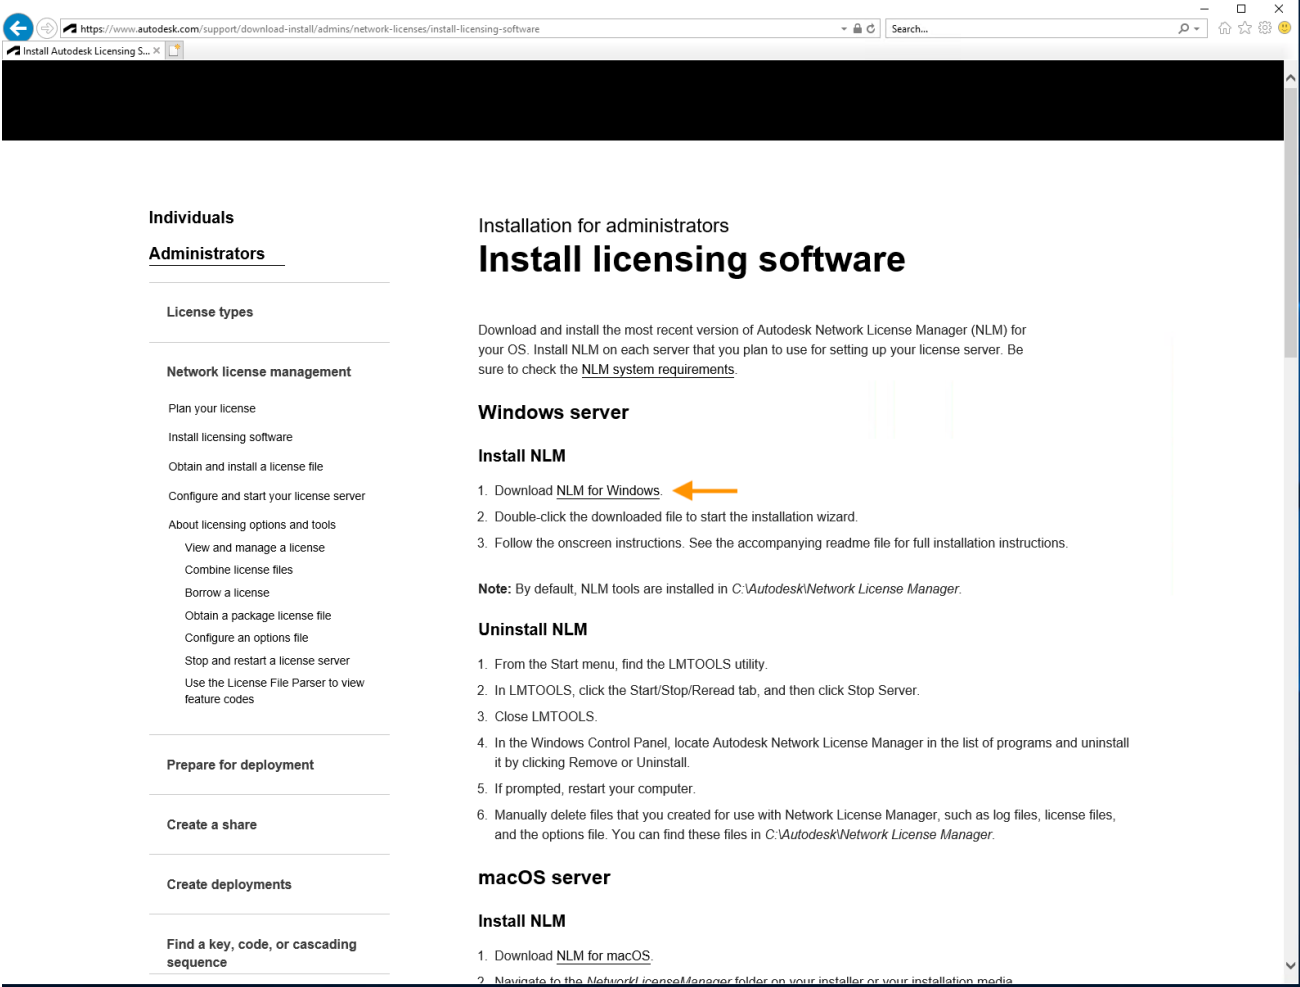 https://www.autodesk.com/support/download-install/admins/network-licenses/install-licensing-software
Search...
Install Autodesk Licensing S...
Individuals
Administrators
License types
Network license management
Plan your license
Install licensing software
Obtain and install a license file
Configure and start your license server
About licensing options and tools
View and manage a license
Combine license files
Borrow a license
Obtain a package license file
Configure an options file
Stop and restart a license server
Use the License File Parser to view
feature codes
Prepare for deployment
Create a share
Create deployments
Find a key, code, or cascading
sequence
Installation for administrators
Install licensing software
Download and install the most recent version of Autodesk Network License Manager (NLM) for
your OS. Install NLM on each server that you plan to use for setting up your license server. Be
sure to check the NLM system requirements.
Windows server
Install NLM
1. Download NLM for Windows.
2. Double-click the downloaded file to start the installation wizard.
3. Follow the onscreen instructions. See the accompanying readme file for full installation instructions.
Note: By default, NLM tools are installed in C:\Autodesk\Network License Manager.
Uninstall NLM
1. From the Start menu, find the LMTOOLS utility.
2. In LMTOOLS, click the Start/Stop/Reread tab, and then click Stop Server.
3. Close LMTOOLS.
4. In the Windows Control Panel, locate Autodesk Network License Manager in the list of programs and uninstall
it by clicking Remove or Uninstall.
5. If prompted, restart your computer.
6. Manually delete files that you created for use with Network License Manager, such as log files, license files,
and the options file. You can find these files in C:\Autodesk\Network License Manager.
macOS server
Install NLM
1. Download NLM for macOS.
2. Navigate to the NetworkLicenseManager folder on your installer or your installation media.